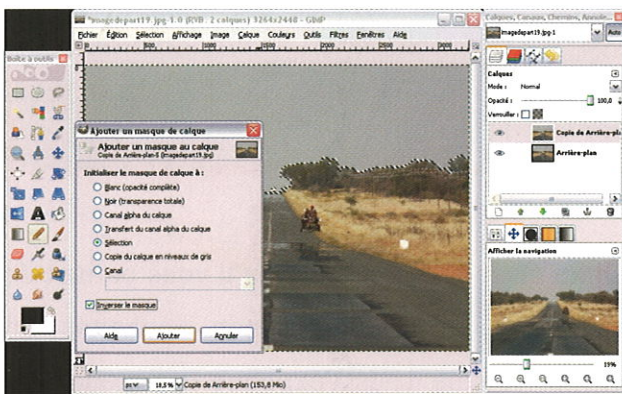 *imagedepart19.jpg-1.0 (RVB, 2 calques) 3264x2448 – GIMP
Fichier Édition Sélection Affichage Image Calque Couleurs Outils Filtres Fenêtres Aide
Boîte à outils
Ajouter un masque de calque
Ajouter un masque au calque
Copie de Arrière-plan-5 (imagedepart19.jpg)
Initialiser le masque de calque à :
Blanc (opacité complète)
Noir (transparence totale)
Canal alpha du calque
Transfert du canal alpha du calque
Sélection
Copie du calque en niveaux de gris
Canal
Inverser le masque
Aide Ajouter Annuler
px 18,5 % Copie de Arrière-plan (153,8 Mio)
Calques, Canaux, Chemins, Annule...
imagedepart19.jpg-1 Auto
Calques
Mode : Normal
Opacité : 100,0
Verrouiller :
Copie de Arrière-pla
Arrière-plan
Afficher la navigation
19%